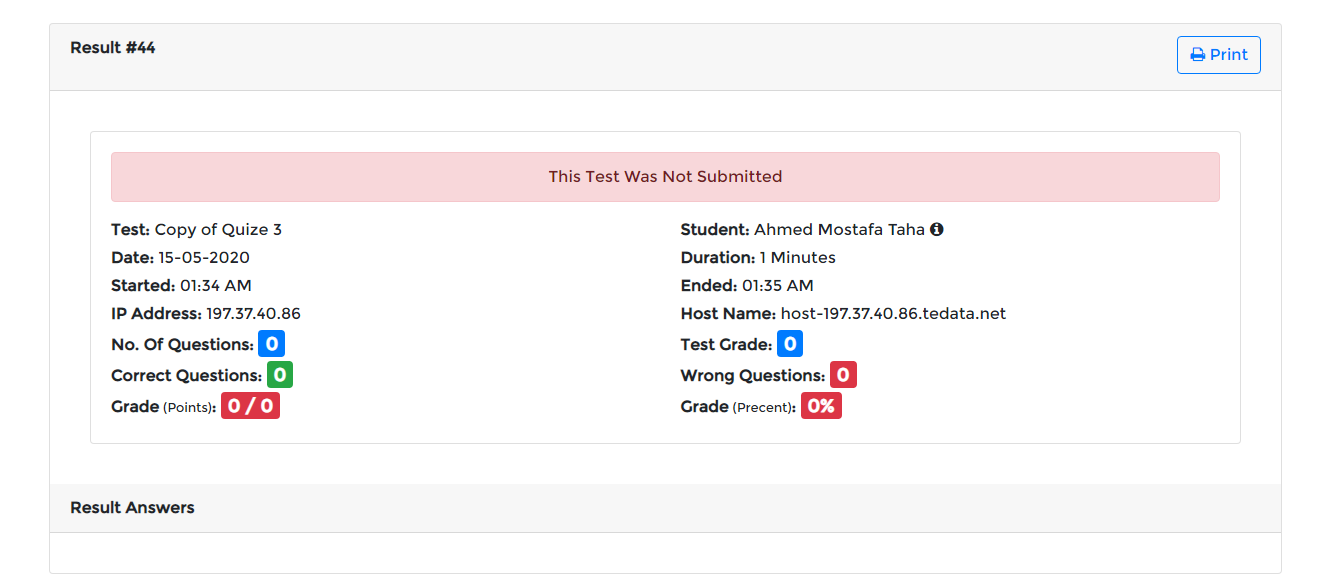 Result #44
Print
This Test Was Not Submitted
Test: Copy of Quize 3
Student: Ahmed Mostafa Taha
Date: 15-05-2020
Duration: 1 Minutes
Started: 01:34 AM
Ended: 01:35 AM
IP Address: 197.37.40.86
Host Name: host-197.37.40.86.tedata.net
No. Of Questions: 0
Test Grade: 0
Correct Questions: 0
Wrong Questions: 0
Grade (Points): 0 / 0
Grade (Precent): 0%
Result Answers